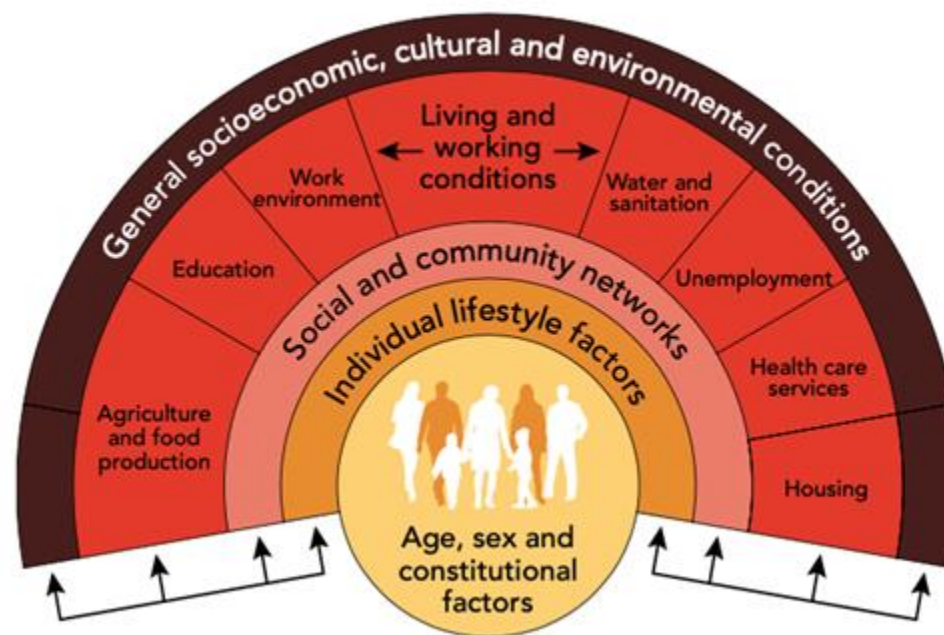 General socioeconomic, cultural and environmental conditions
Living and
working
conditions
Agriculture
and food
production
Education
Work
environment
Water and
sanitation
Unemployment
Health care
services
Housing
Social and community networks
Individual lifestyle factors
Age, sex and
constitutional
factors